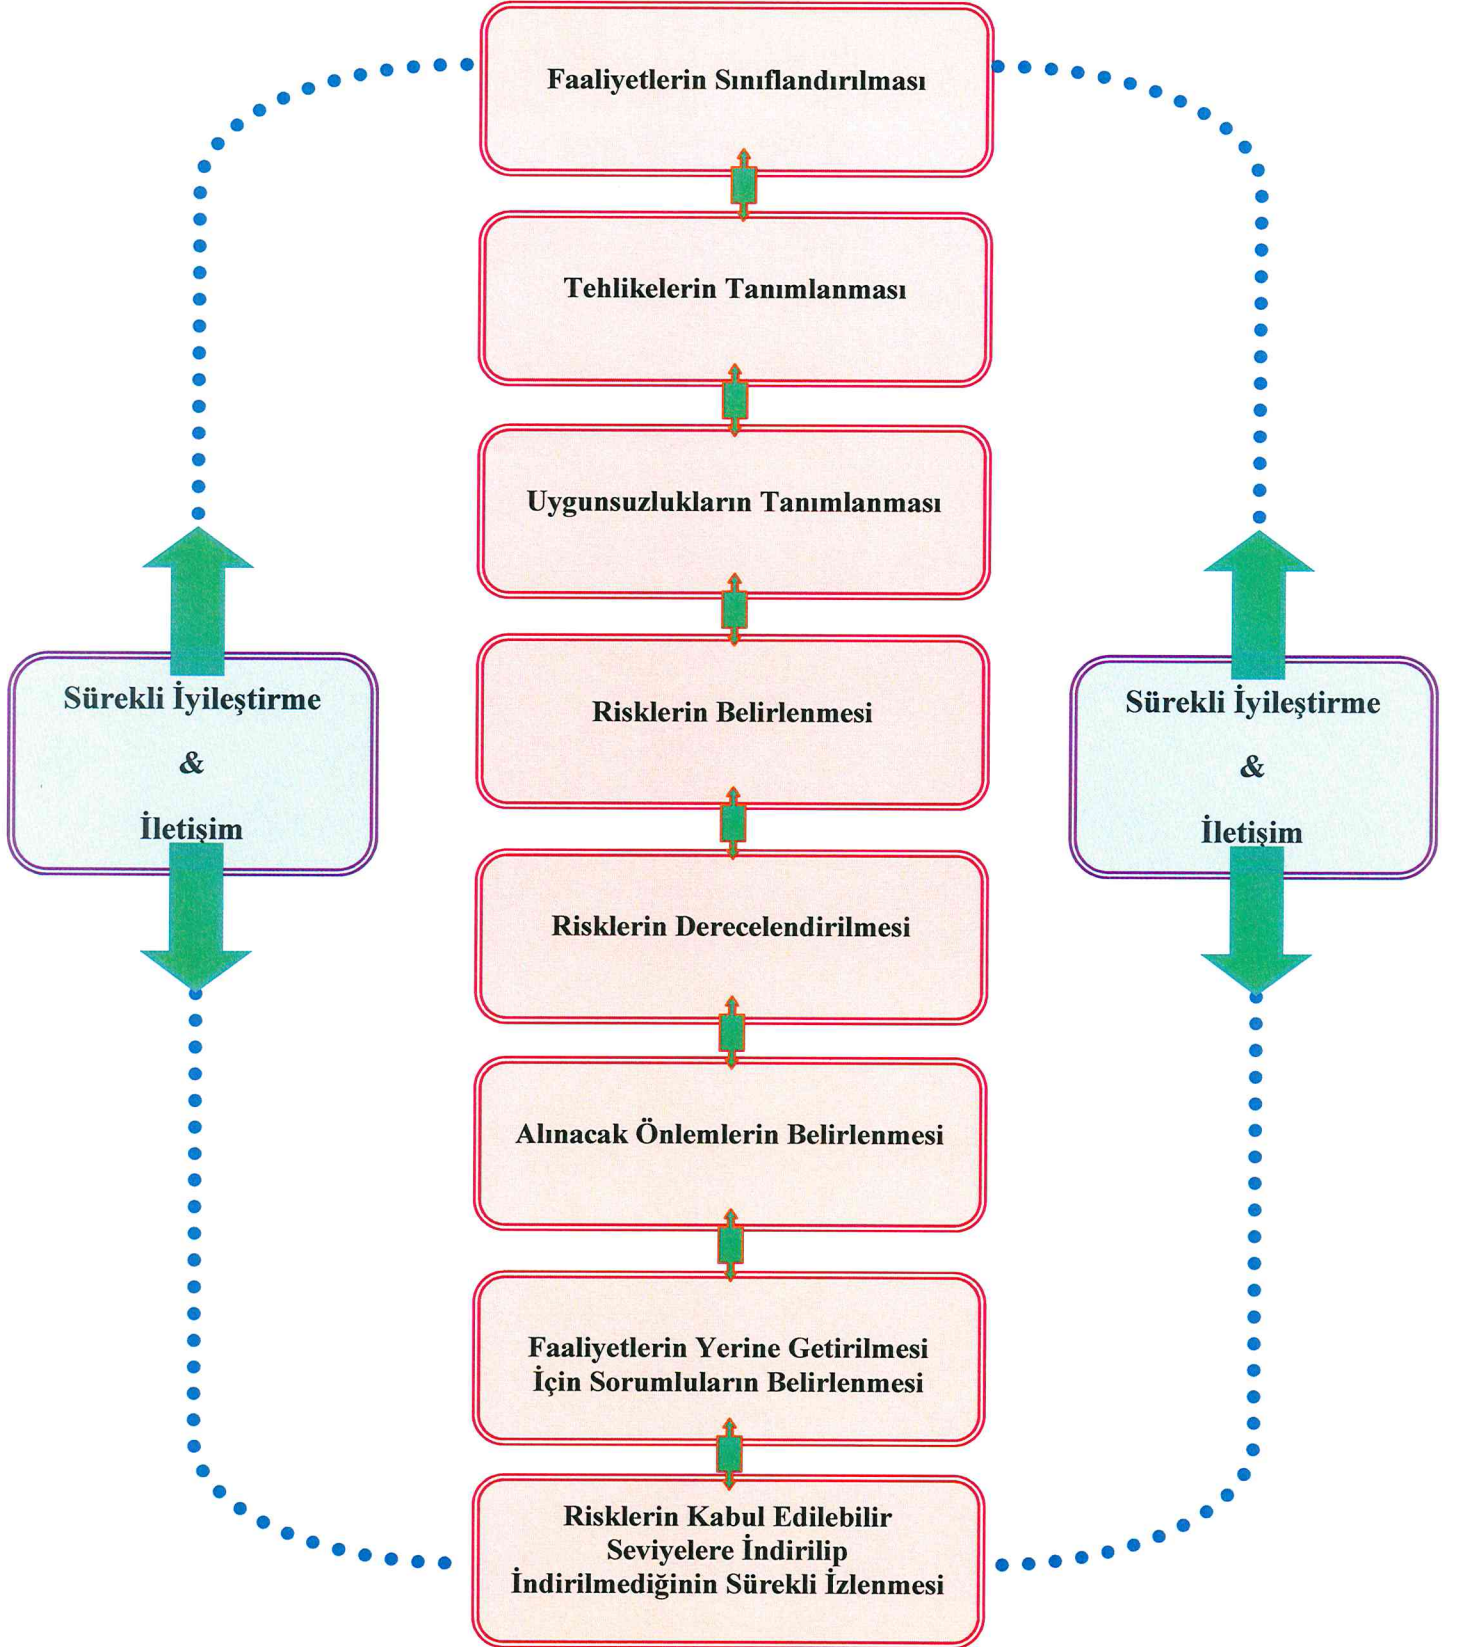 Faaliyetlerin Sınıflandırılması
Tehlikelerin Tanımlanması
Uygunsuzlukların Tanımlanması
Risklerin Belirlenmesi
Sürekli İyileştirme
&
İletişim
Sürekli İyileştirme
&
İletişim
Risklerin Derecelendirilmesi
Alınacak Önlemlerin Belirlenmesi
Faaliyetlerin Yerine Getirilmesi
İçin Sorumluların Belirlenmesi
Risklerin Kabul Edilebilir
Seviyelere İndirilip
İndirilmediğinin Sürekli İzlenmesi